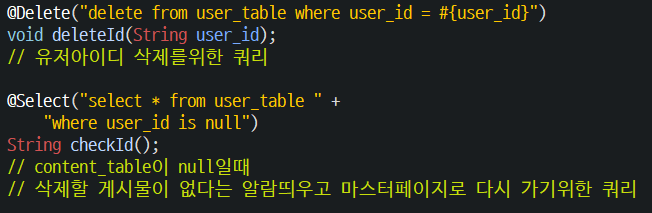 @Delete("delete from user_table where user_id = #{user_id}")
void deleteId(String user_id);
// 유저아이디 삭제를위한 쿼리
@Select("select * from user_table " +
"where user_id is null")
String checkId();
// content_table이 null일때
// 삭제할 게시물이 없다는 알람띄우고 마스터페이지로 다시 가기위한 쿼리